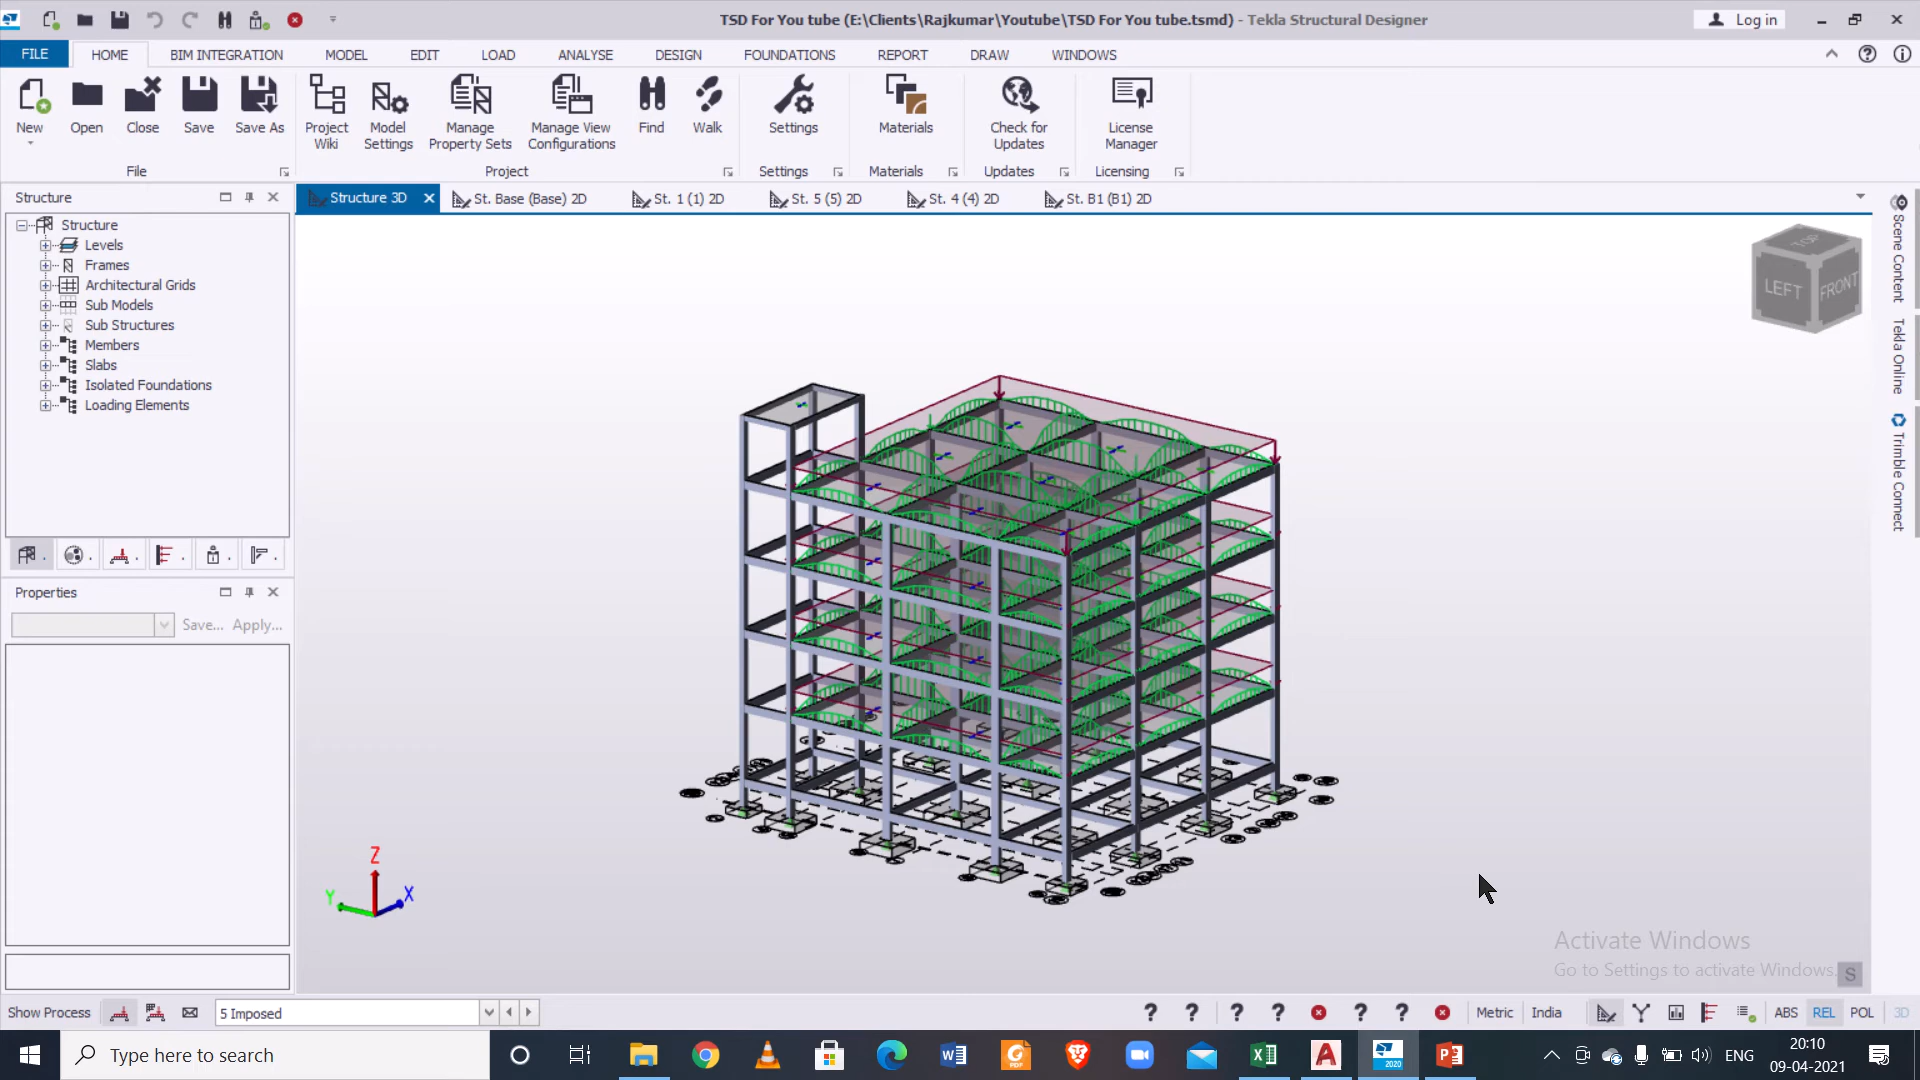 TSD For You tube (E:\Clients\Rajkumar\Youtube\TSD For You tube.tsmd) - Tekla Structural Designer
Log in
FILE HOME BIM INTEGRATION MODEL EDIT LOAD ANALYSE DESIGN FOUNDATIONS REPORT DRAW WINDOWS
New Open Close Save Save As Project Wiki Model Settings Manage Property Sets Manage View Configurations Find Walk Settings Materials Check for Updates License Manager
File Project Settings Materials Updates Licensing
Structure
Structure 3D St. Base (Base) 2D St. 1 (1) 2D St. 5 (5) 2D St. 4 (4) 2D St. B1 (B1) 2D
Structure
Levels
Frames
Architectural Grids
Sub Models
Sub Structures
Members
Slabs
Isolated Foundations
Loading Elements
TOP
LEFT FRONT
Scene Content
Tekla Online
Trimble Connect
Properties
Save... Apply...
Z
Y X
Activate Windows
Go to Settings to activate Windows.
S
Show Process 5 Imposed Metric India ABS REL POL 3D
Type here to search
2020
ENG
20:10
09-04-2021